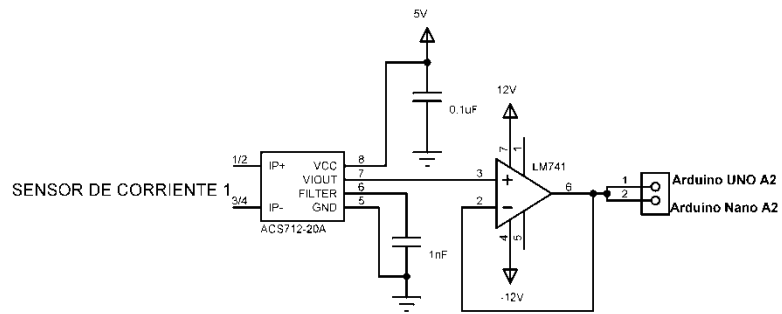 5V
0.1uF
12V
LM741
SENSOR DE CORRIENTE 1
1/2
3/4
IP+
IP-
VCC
VIOUT
FILTER
GND
8
7
6
5
ACS712-20A
1nF
3
2
7
1
6
4
5
-12V
1
2
Arduino UNO A2
Arduino Nano A2